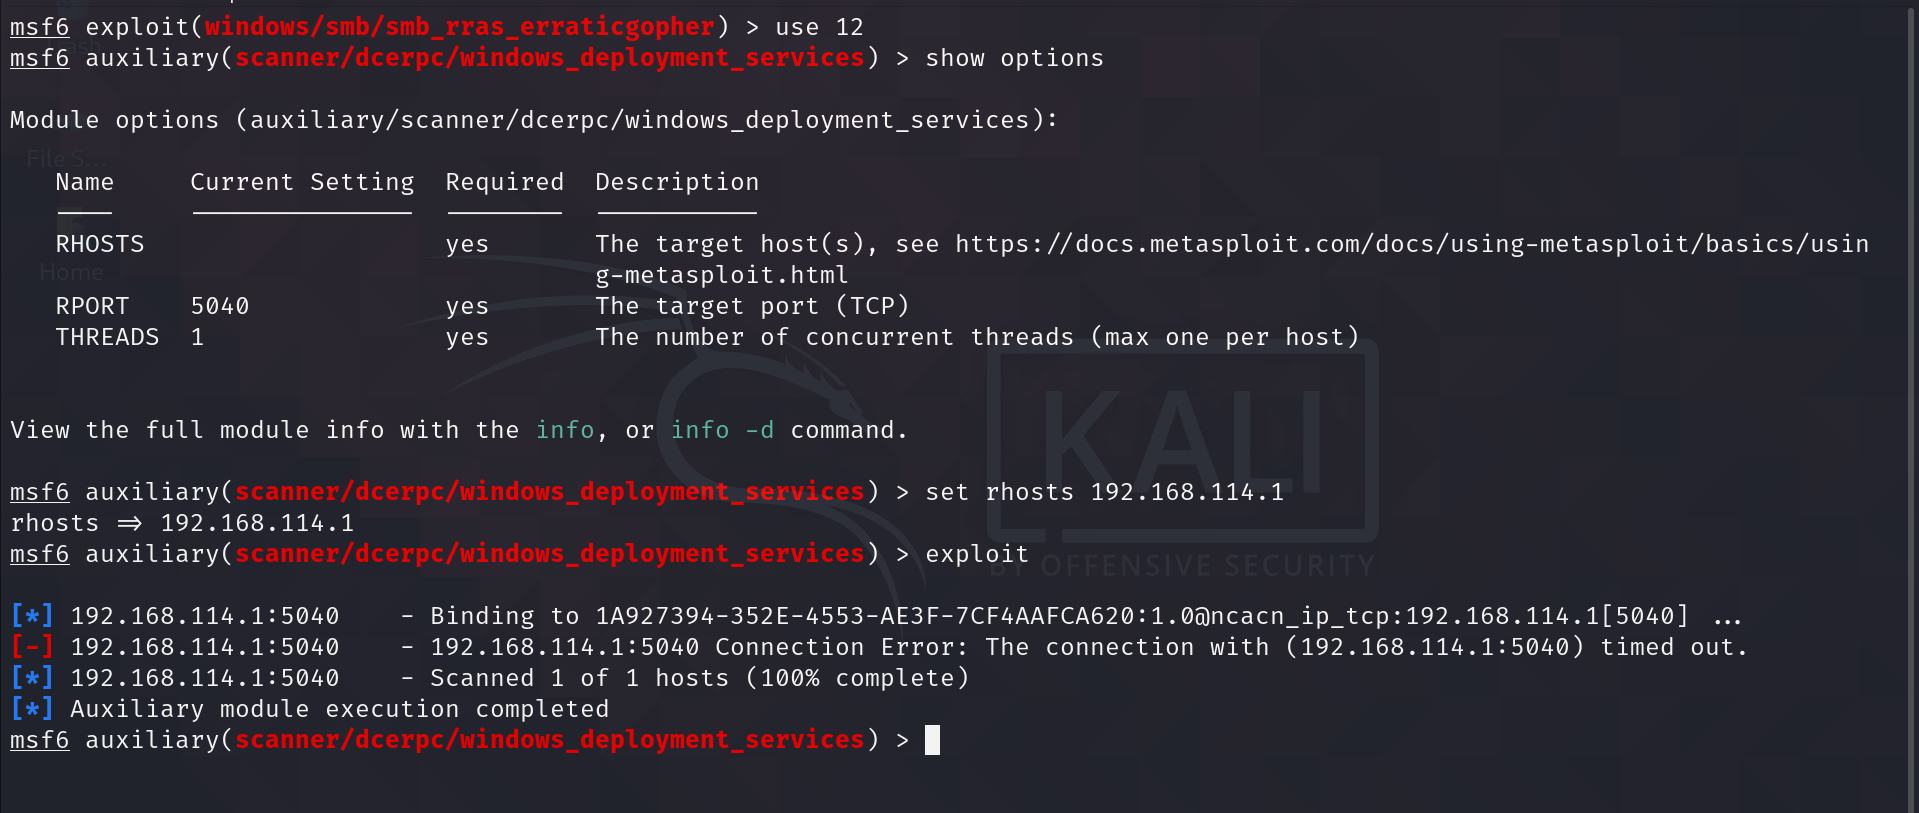 msf6 exploit(windows/smb/smb_rras_erraticgopher) > use 12
msf6 auxiliary(scanner/dcerpc/windows_deployment_services) > show options
Module options (auxiliary/scanner/dcerpc/windows_deployment_services):
File S...
Name Current Setting Required Description
RHOSTS yes The target host(s), see https://docs.metasploit.com/docs/using-metasploit/basics/usin
Home
g-metasploit.html
RPORT 5040 yes The target port (TCP)
THREADS 1 yes The number of concurrent threads (max one per host)
View the full module info with the info, or info -d command.
KALI
msf6 auxiliary(scanner/dcerpc/windows_deployment_services) > set rhosts 192.168.114.1
rhosts => 192.168.114.1
msf6 auxiliary(scanner/dcerpc/windows_deployment_services) > exploit
BY OFFENSIVE SECURITY
[*] 192.168.114.1:5040 - Binding to 1A927394-352E-4553-AE3F-7CF4AAFCA620:1.0@ncacn_ip_tcp:192.168.114.1[5040] ...
[-] 192.168.114.1:5040 - 192.168.114.1:5040 Connection Error: The connection with (192.168.114.1:5040) timed out.
[*] 192.168.114.1:5040 - Scanned 1 of 1 hosts (100% complete)
[*] Auxiliary module execution completed
msf6 auxiliary(scanner/dcerpc/windows_deployment_services) >